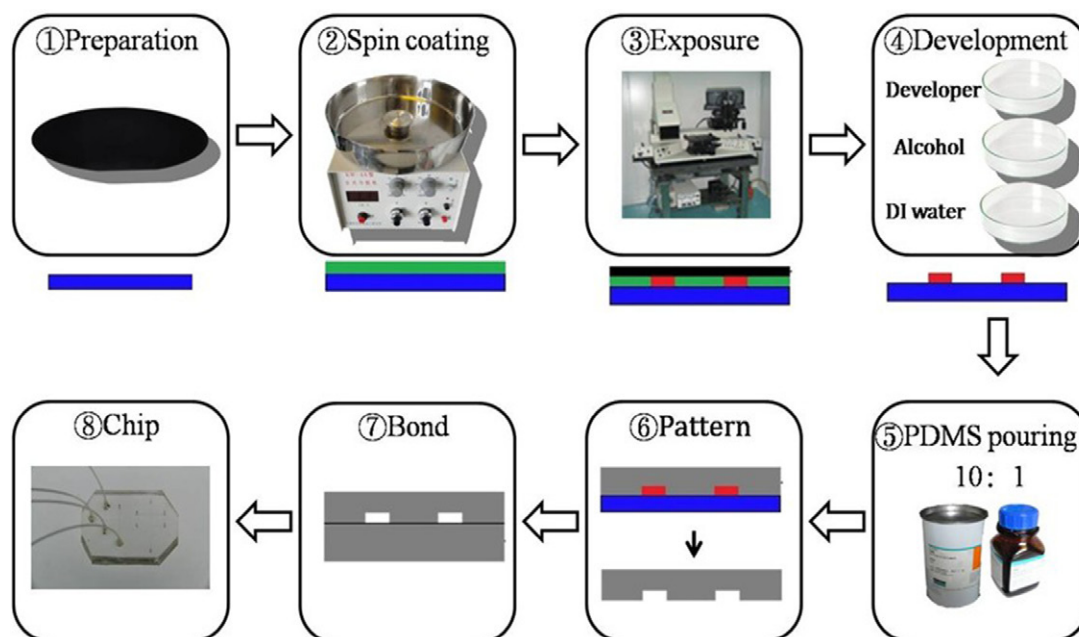 ①Preparation
②Spin coating
③Exposure
④Development
Developer
Alcohol
DI water
⑤PDMS pouring
10: 1
⑥Pattern
⑦Bond
⑧Chip